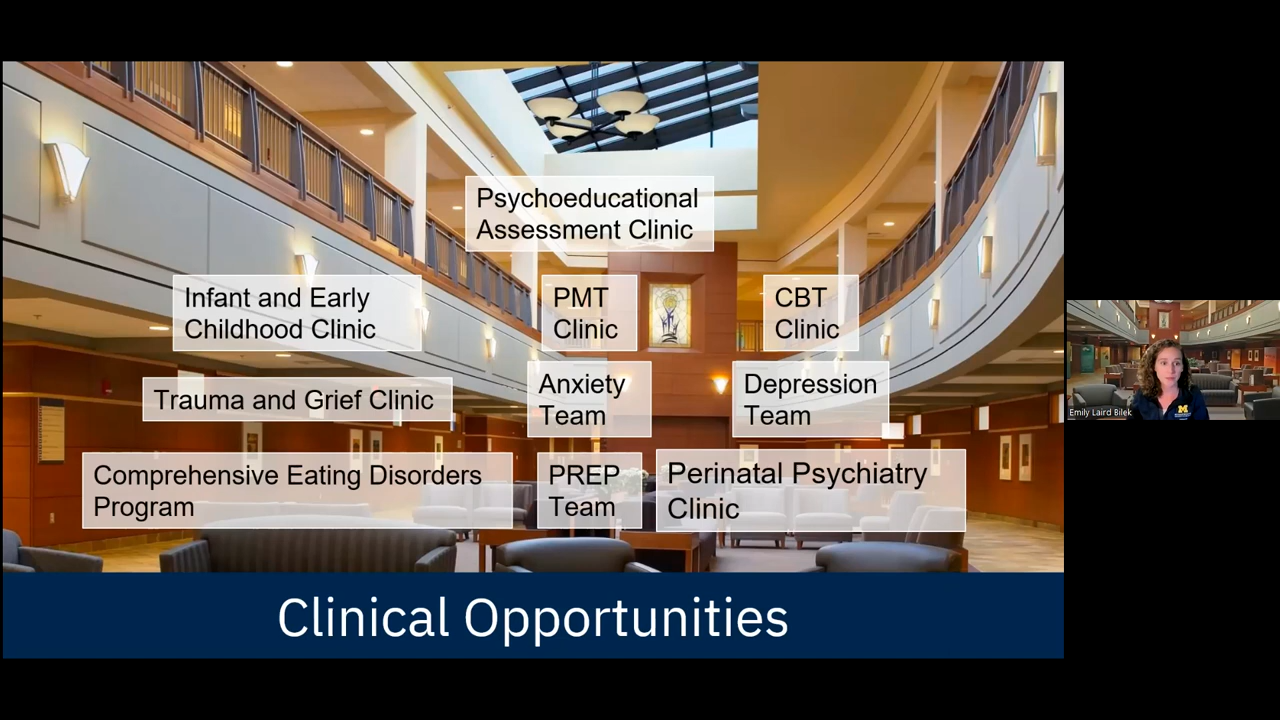 Psychoeducational
Assessment Clinic
Infant and Early
Childhood Clinic
PMT
Clinic
CBT
Clinic
Trauma and Grief Clinic
Anxiety
Team
Depression
Team
Comprehensive Eating Disorders
Program
PREP
Team
Perinatal Psychiatry
Clinic
Clinical Opportunities
M
Emily Laird Bilek